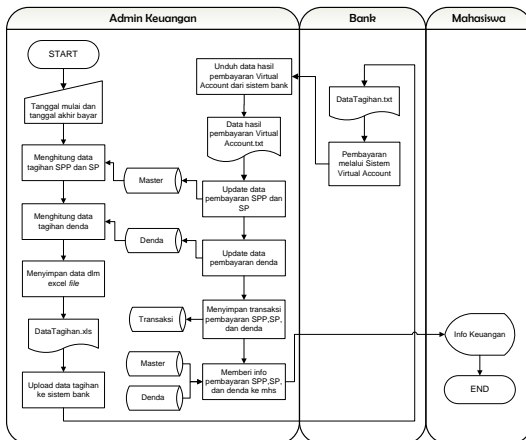 Admin Keuangan
Bank
Mahasiswa
START
Tanggal mulai dan
tanggal akhir bayar
Menghitung data
tagihan SPP dan SP
Menghitung data
tagihan denda
Menyimpan data dlm
excel file
DataTagihan.xls
Upload data tagihan
ke sistem bank
Unduh data hasil
pembayaran Virtual
Account dari sistem bank
Data hasil
pembayaran Virtual
Account.txt
Master
Update data
pembayaran SPP dan
SP
Denda
Update data
pembayaran denda
Transaksi
Menyimpan transaksi
pembayaran SPP,SP,
dan denda
Master
Denda
Memberi info
pembayaran SPP,SP,
dan denda ke mhs
DataTagihan.txt
Pembayaran
melalui Sistem
Virtual Account
Info Keuangan
END